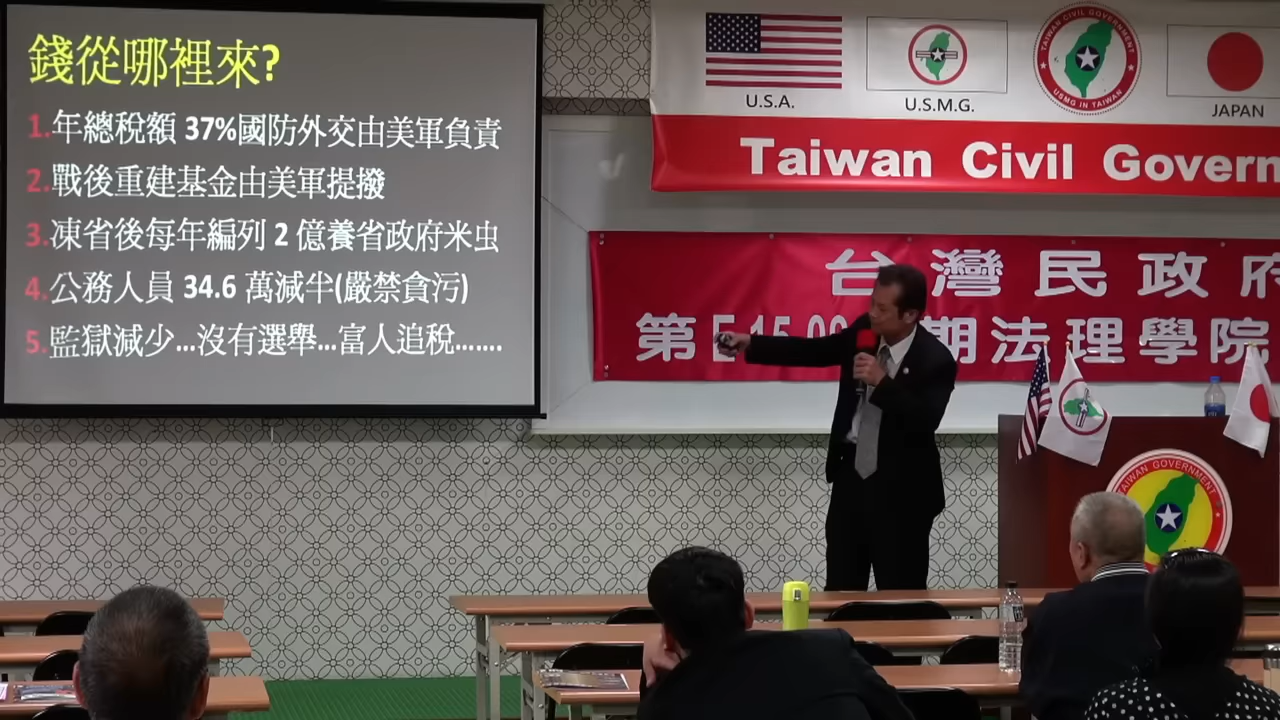 錢從哪裡來?
1.年總稅額 37%國防外交由美軍負責
2.戰後重建基金由美軍提撥
3.凍省後每年編列 2 億養省政府米虫
4.公務人員 34.6 萬減半(嚴禁貪污)
5.監獄減少...沒有選舉...富人追稅.......
U.S.A.
U.S.M.G.
TAIWAN CIVIL GOVERNMENT
USMG IN TAIWAN
JAPAN
Taiwan Civil Govern
台灣民政府
期法理學院
第
TAIWAN GOVERNMENT